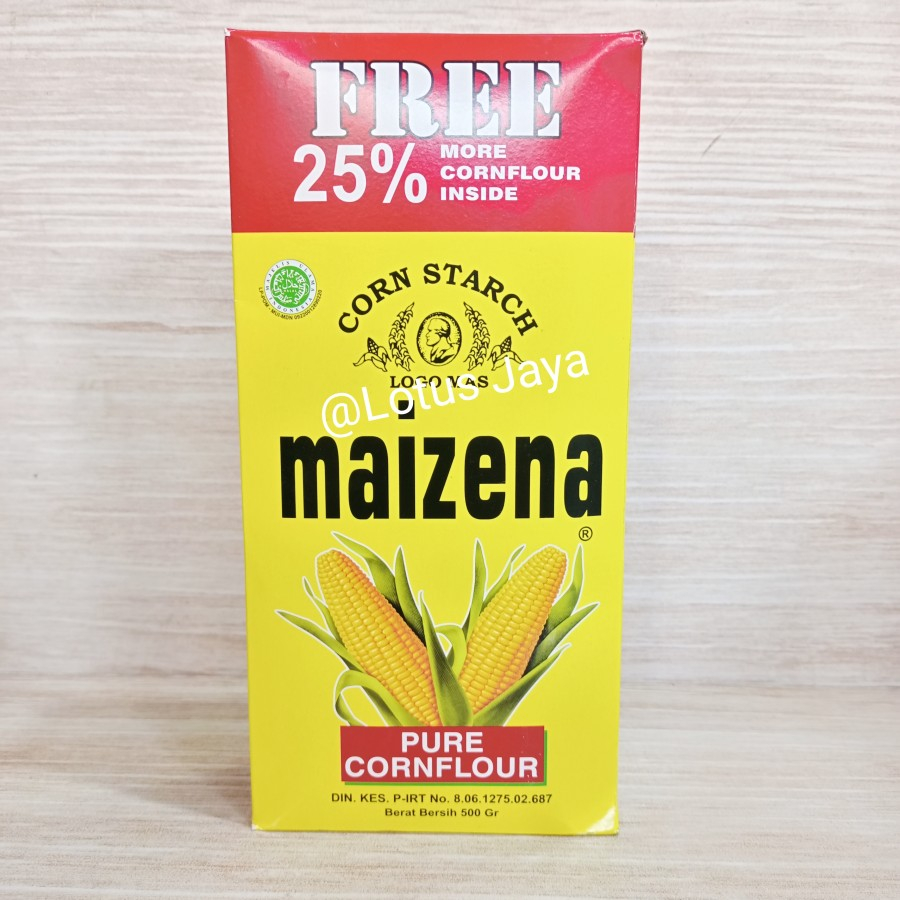 FREE
25%
MORE
CORNFLOUR
INSIDE
CORN STARCH
LOGO MAS
@Lotus Jaya
maizena
®
PURE
CORNFLOUR
DIN. KES. P-IRT No. 8.06.1275.02.687
Berat Bersih 500 Gr